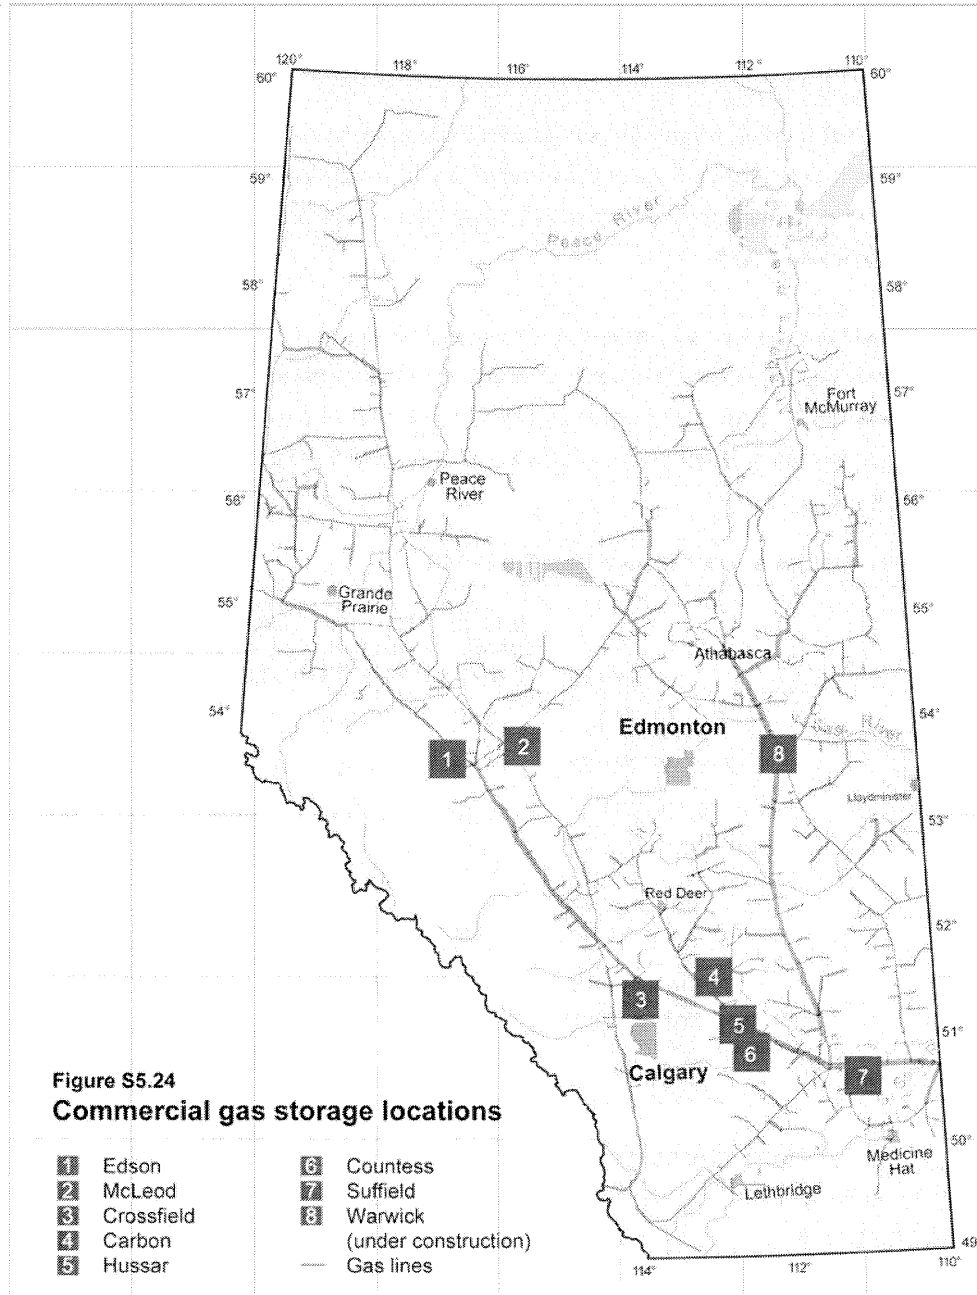 120°
118°
116°
114°
112°
110°
60°
60°
59°
59°
Peace River
58°
58°
57°
57°
Fort
McMurray
Peace
River
56°
56°
Grande
Prairie
55°
55°
Athabasca
54°
54°
Edmonton
Sask River
1
2
8
Lloydminister
53°
Red Deer
52°
4
3
5
51°
6
Calgary
7
Figure S5.24
Commercial gas storage locations
50°
Medicine
Hat
Lethbridge
1 Edson
2 McLeod
3 Crossfield
4 Carbon
5 Hussar
6 Countess
7 Suffield
8 Warwick
(under construction)
Gas lines
49
114°
112°
110°